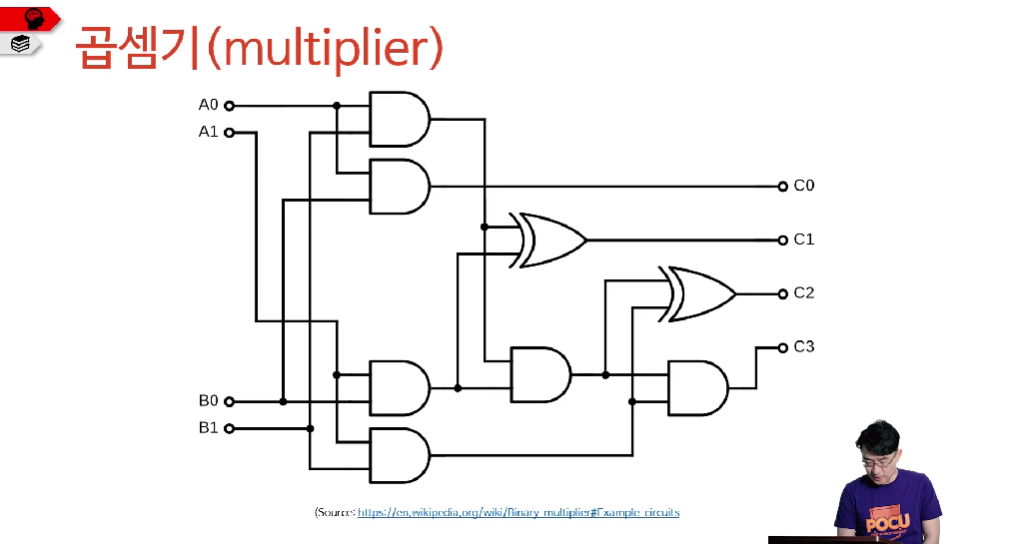 곱셈기(multiplier)
A0
A1
C0
C1
C2
C3
B0
B1
(Source: https://en.wikipedia.org/wiki/Binary_multiplier#Example_circuits
POCU